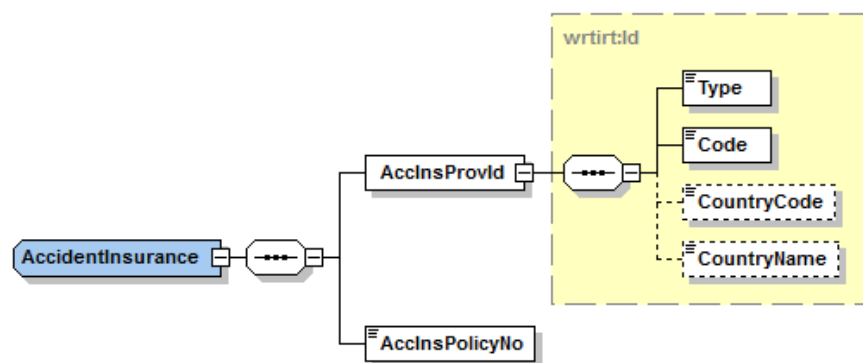 wrtirt:Id
Type
Code
AccInsProvId
CountryCode
AccidentInsurance
CountryName
AccInsPolicyNo